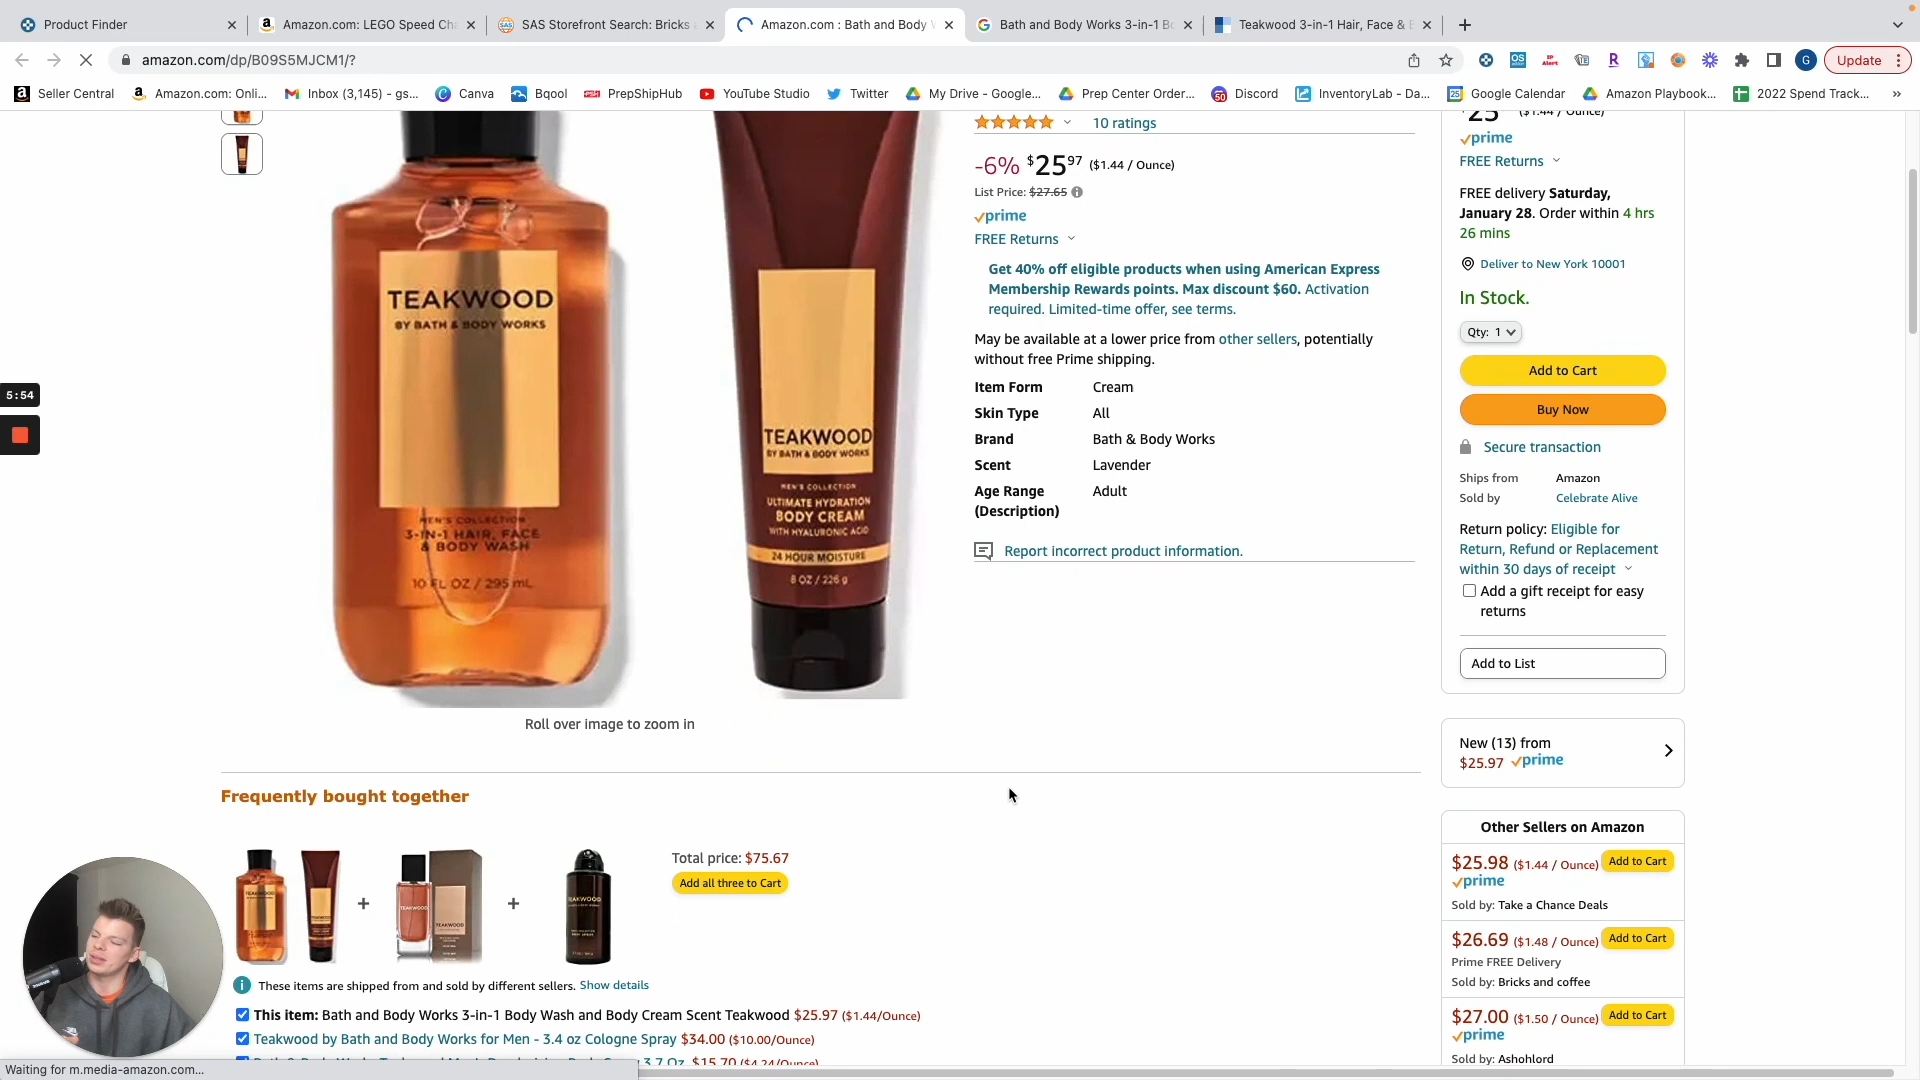 Product Finder
Amazon.com: LEGO Speed Ch
SAS Storefront Search: Bricks a
Amazon.com : Bath and Body W
Bath and Body Works 3-in-1 Bo
Teakwood 3-in-1 Hair, Face & B
amazon.com/dp/B09S5MJCM1/?
Update
Seller Central
Amazon.com: Onli...
Inbox (3,145) - gs...
Canva
Bqool
PrepShipHub
YouTube Studio
Twitter
My Drive - Google...
Prep Center Order...
Discord
InventoryLab - Da...
Google Calendar
Amazon Playbook...
2022 Spend Track...
10 ratings
-6% $25.97 ($1.44 / Ounce)
List Price: $27.65
prime
FREE Returns
Get 40% off eligible products when using American Express
Membership Rewards points. Max discount $60. Activation
required. Limited-time offer, see terms.
May be available at a lower price from other sellers, potentially
without free Prime shipping.
Item Form Cream
Skin Type All
Brand Bath & Body Works
Scent Lavender
Age Range Adult
(Description)
Report incorrect product information.
TEAKWOOD
BY BATH & BODY WORKS
MEN'S COLLECTION
3-IN-1 HAIR, FACE
& BODY WASH
10 FL OZ / 295 mL
TEAKWOOD
BY BATH & BODY WORKS
MEN'S COLLECTION
ULTIMATE HYDRATION
BODY CREAM
WITH HYALURONIC ACID
24 HOUR MOISTURE
8 OZ / 226 g
Roll over image to zoom in
5:54
25 ($1.44 / Ounce)
prime
FREE Returns
FREE delivery Saturday,
January 28. Order within 4 hrs
26 mins
Deliver to New York 10001
In Stock.
Qty: 1
Add to Cart
Buy Now
Secure transaction
Ships from Amazon
Sold by Celebrate Alive
Return policy: Eligible for
Return, Refund or Replacement
within 30 days of receipt
Add a gift receipt for easy
returns
Add to List
New (13) from
$25.97 prime
Other Sellers on Amazon
$25.98 ($1.44 / Ounce) Add to Cart
prime
Sold by: Take a Chance Deals
$26.69 ($1.48 / Ounce) Add to Cart
Prime FREE Delivery
Sold by: Bricks and coffee
$27.00 ($1.50 / Ounce) Add to Cart
prime
Sold by: Ashohlord
Frequently bought together
Total price: $75.67
Add all three to Cart
These items are shipped from and sold by different sellers. Show details
This item: Bath and Body Works 3-in-1 Body Wash and Body Cream Scent Teakwood $25.97 ($1.44/Ounce)
Teakwood by Bath and Body Works for Men - 3.4 oz Cologne Spray $34.00 ($10.00/Ounce)
3.7 Oz $15.70 ($4.24/Ounce)
Waiting for m.media-amazon.com...